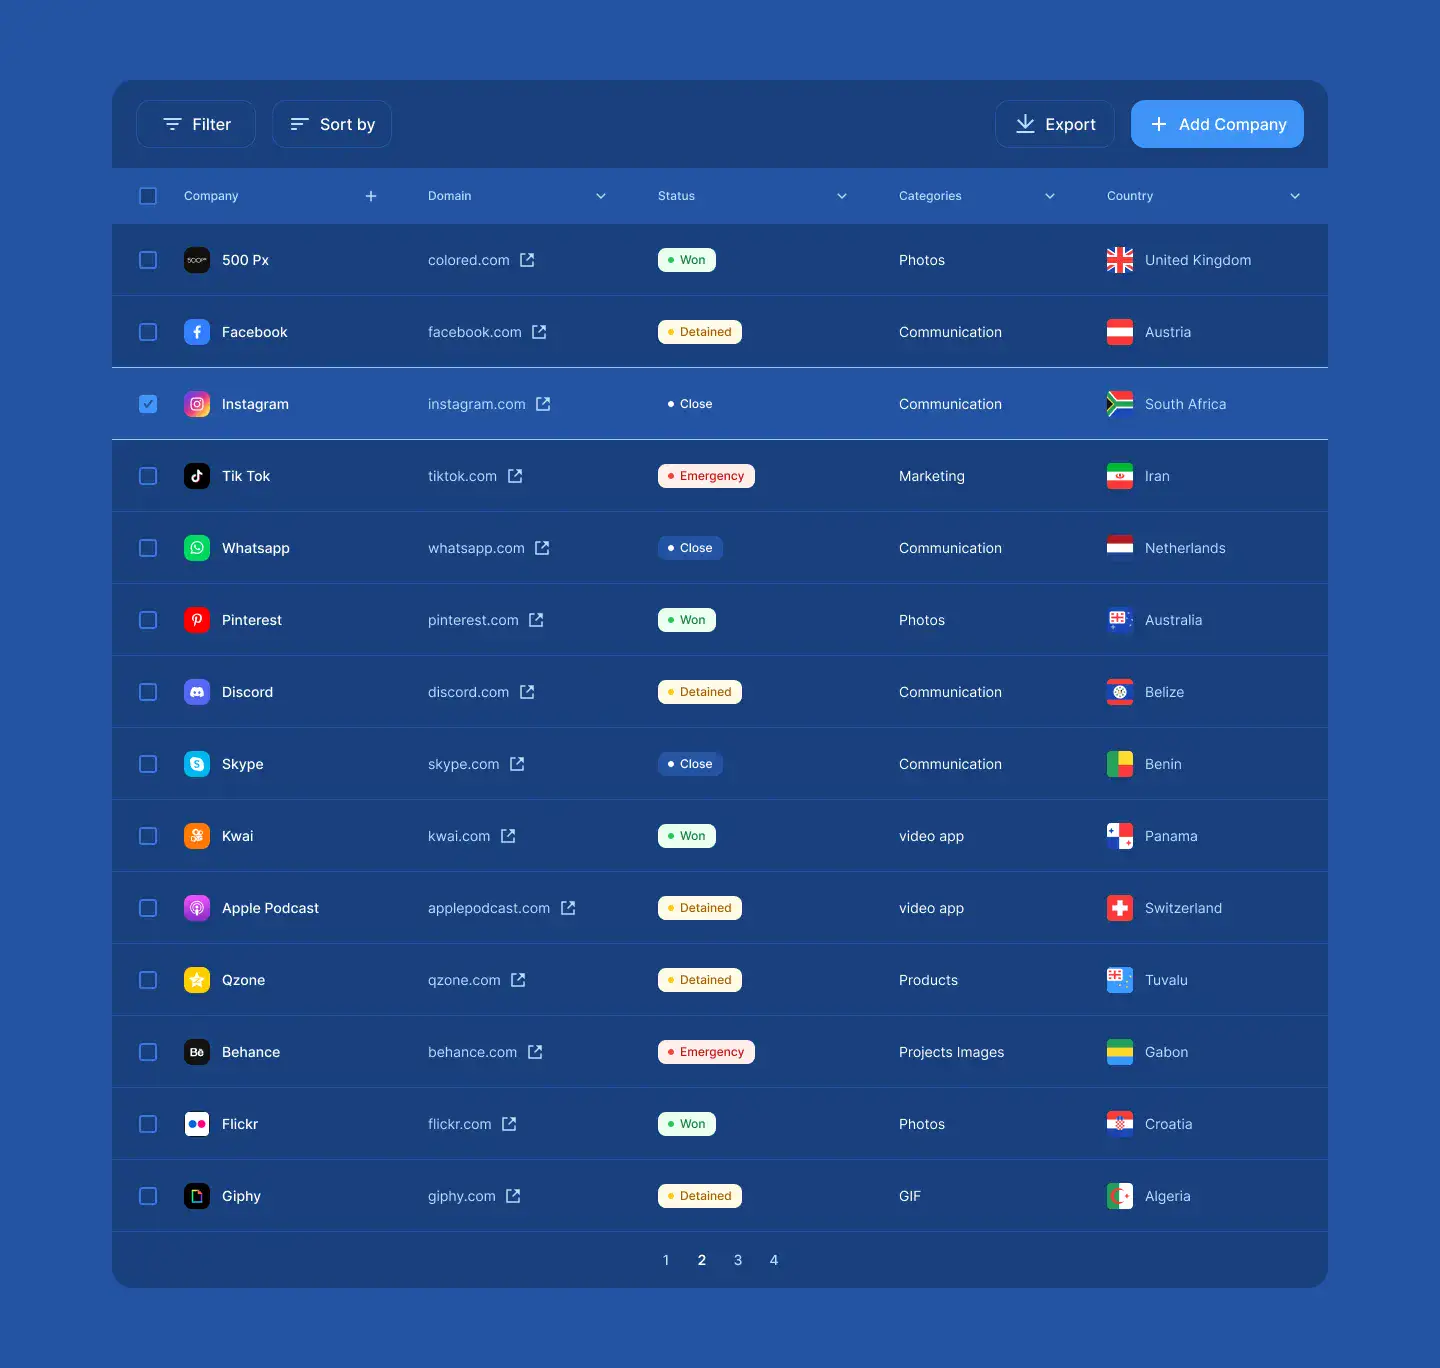 Filter Sort by Export Add Company
Company Domain Status Categories Country
500px 500 Px colored.com Won Photos United Kingdom
Facebook facebook.com Detained Communication Austria
Instagram instagram.com Close Communication South Africa
Tik Tok tiktok.com Emergency Marketing Iran
Whatsapp whatsapp.com Close Communication Netherlands
Pinterest pinterest.com Won Photos Australia
Discord discord.com Detained Communication Belize
Skype skype.com Close Communication Benin
Kwai kwai.com Won video app Panama
Apple Podcast applepodcast.com Detained video app Switzerland
Qzone qzone.com Detained Products Tuvalu
Bē Behance behance.com Emergency Projects Images Gabon
Flickr flickr.com Won Photos Croatia
Giphy giphy.com Detained GIF Algeria
1 2 3 4